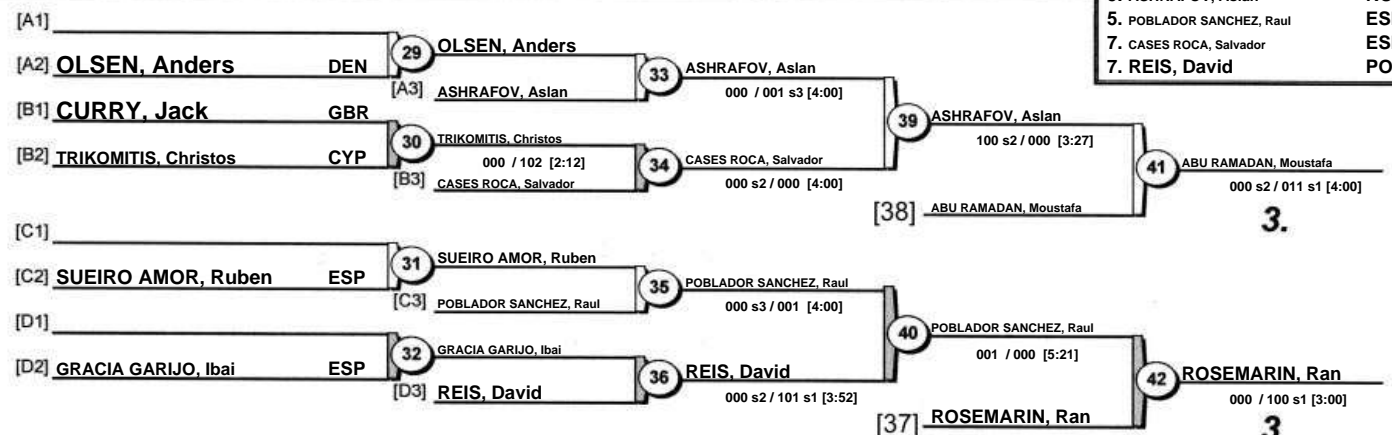 5. POBLADOR SANCHEZ, Raul
7. CASES ROCA, Salvador
7. REIS, David
[A1]
[A2] OLSEN, Anders DEN
29
OLSEN, Anders
[A3] ASHRAFOV, Aslan
33
ASHRAFOV, Aslan
000 / 001 s3 [4:00]
[B1] CURRY, Jack GBR
[B2] TRIKOMITIS, Christos CYP
30
TRIKOMITIS, Christos
000 / 102 [2:12]
[B3] CASES ROCA, Salvador
34
CASES ROCA, Salvador
000 s2 / 000 [4:00]
39
ASHRAFOV, Aslan
100 s2 / 000 [3:27]
[38] ABU RAMADAN, Moustafa
41
ABU RAMADAN, Moustafa
000 s2 / 011 s1 [4:00]
3.
[C1]
[C2] SUEIRO AMOR, Ruben ESP
31
SUEIRO AMOR, Ruben
[C3] POBLADOR SANCHEZ, Raul
35
POBLADOR SANCHEZ, Raul
000 s3 / 001 [4:00]
[D1]
[D2] GRACIA GARIJO, Ibai ESP
32
GRACIA GARIJO, Ibai
[D3] REIS, David
36
REIS, David
000 s2 / 101 s1 [3:52]
40
POBLADOR SANCHEZ, Raul
001 / 000 [5:21]
[37] ROSEMARIN, Ran
42
ROSEMARIN, Ran
000 / 100 s1 [3:00]
3